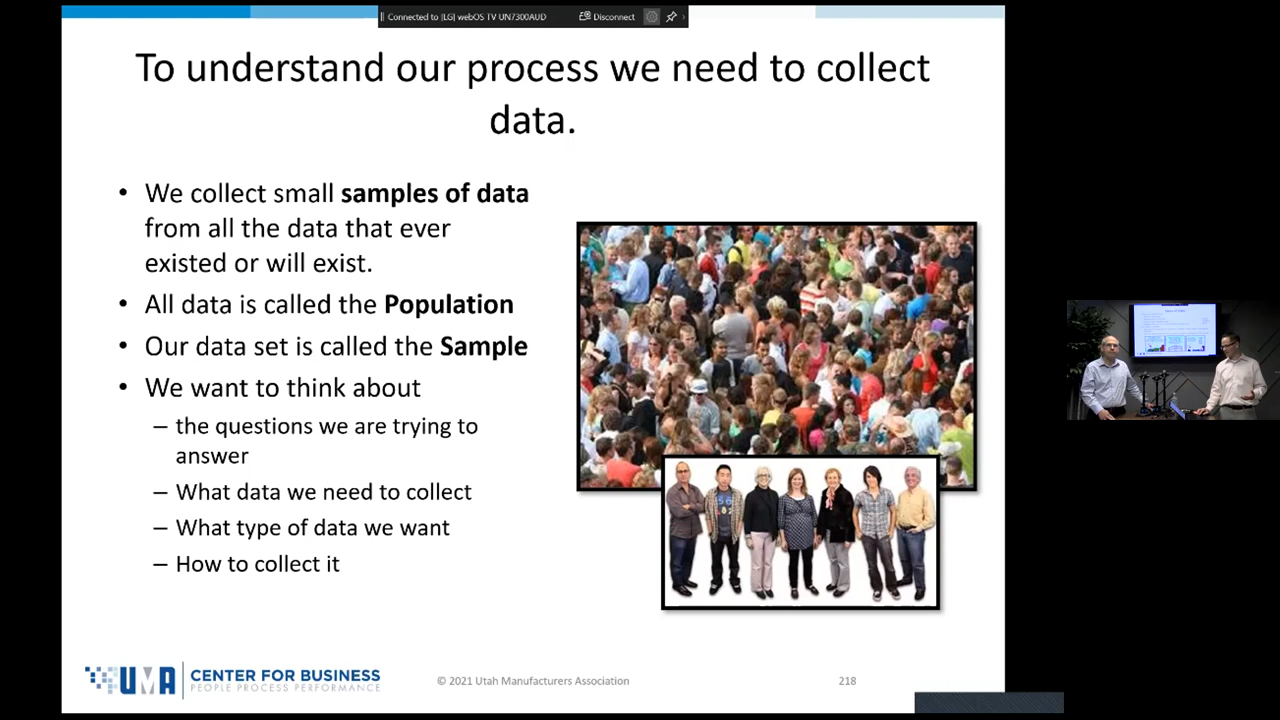 Connected to [LG] webOS TV UN7300AUD
Disconnect
To understand our process we need to collect
data.
• We collect small samples of data
from all the data that ever
existed or will exist.
• All data is called the Population
• Our data set is called the Sample
• We want to think about
– the questions we are trying to
answer
– What data we need to collect
– What type of data we want
– How to collect it
UMA
CENTER FOR BUSINESS
PEOPLE PROCESS PERFORMANCE
© 2021 Utah Manufacturers Association
218